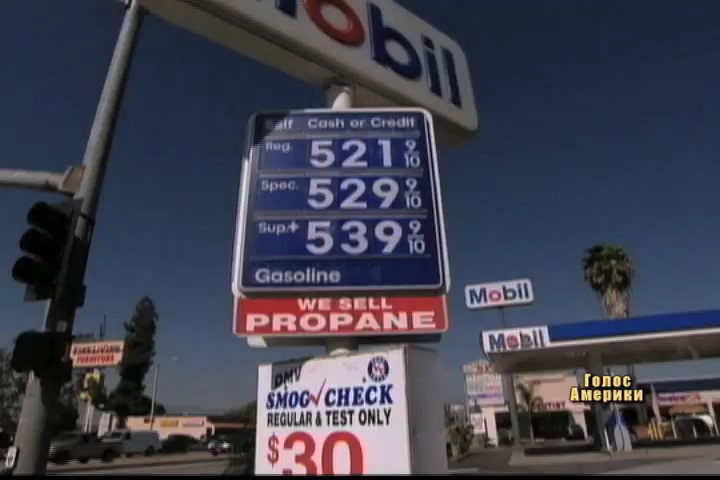 Mobil
Self Cash or Credit
Reg. 521 9/10
Spec. 529 9/10
Sup.+ 539 9/10
Gasoline
WE SELL
PROPANE
DMV
SMOG CHECK
REGULAR & TEST ONLY
$30
Mobil
Mobil
FURNITURE
Голос
Америки